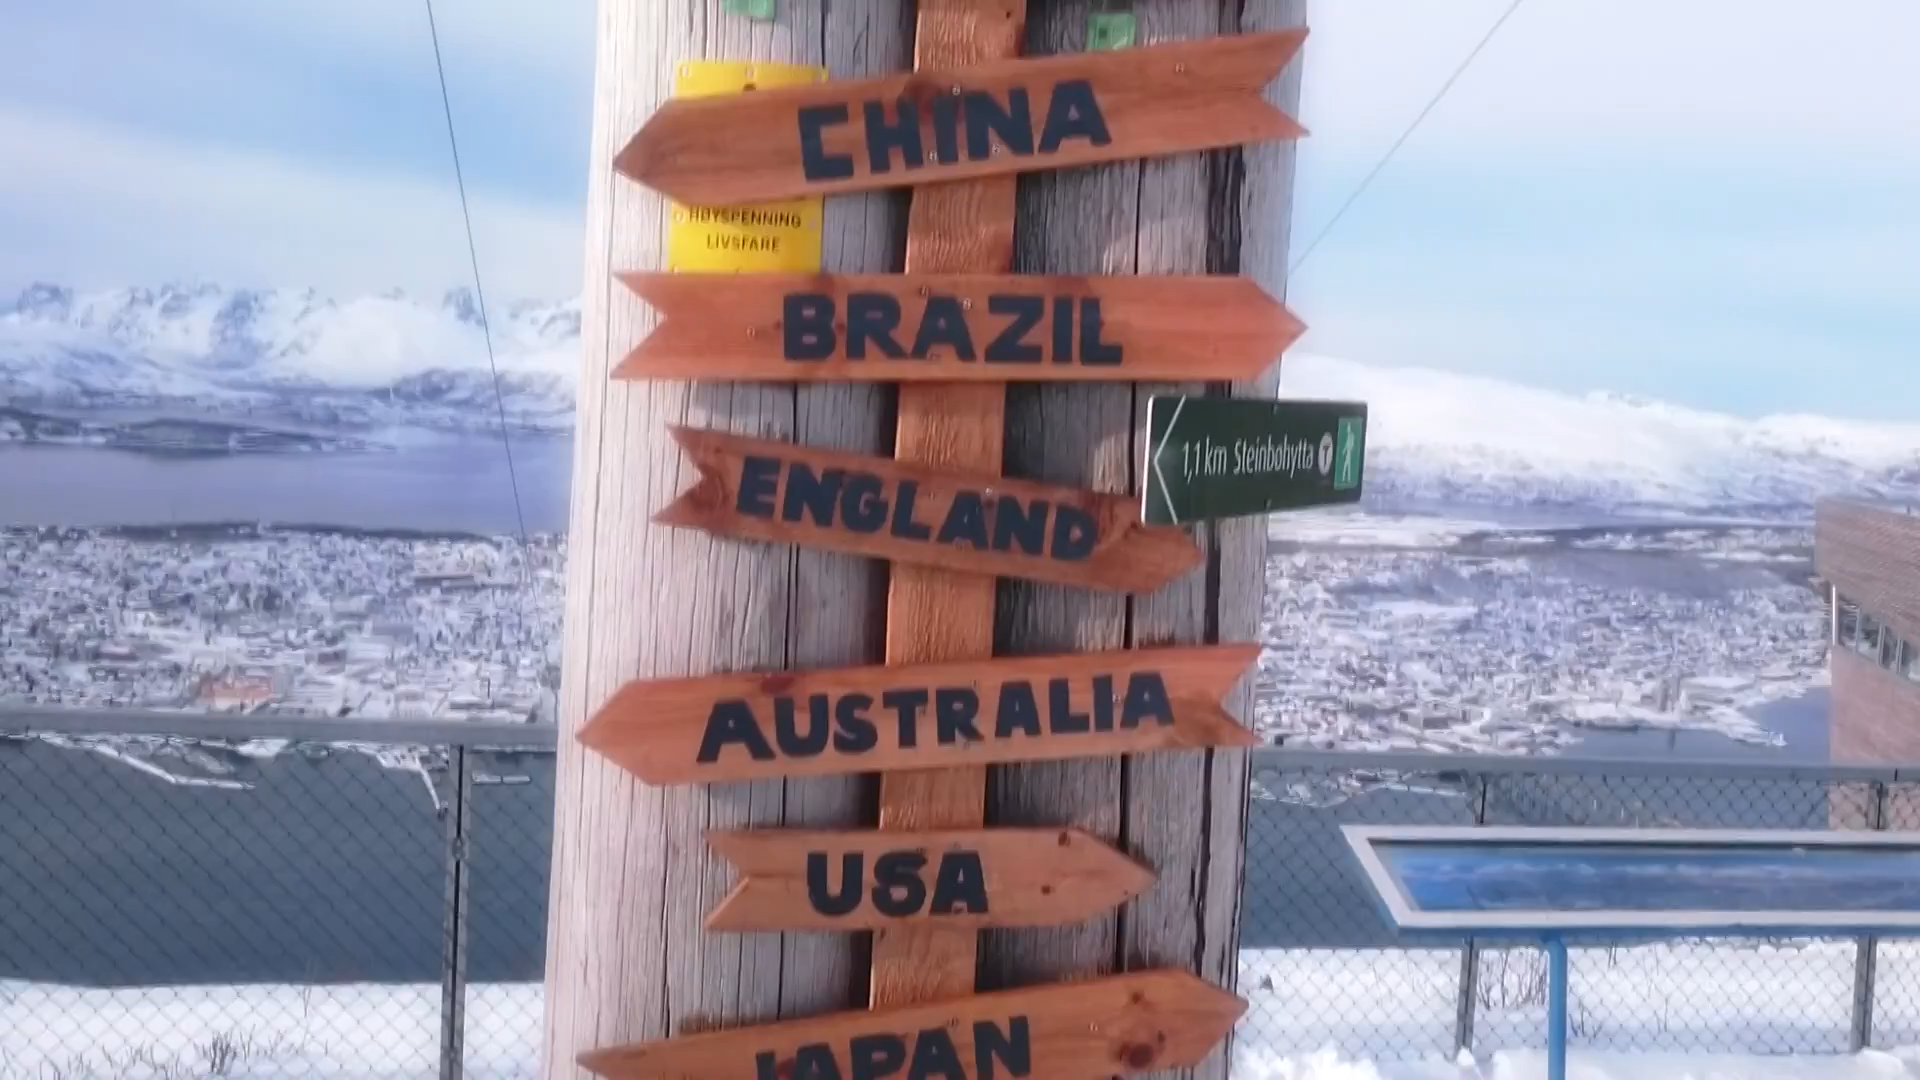 CHINA
HØYSPENNING
LIVSFARE
BRAZIL
1,1 km Steinbohytta
ENGLAND
AUSTRALIA
USA
JAPAN